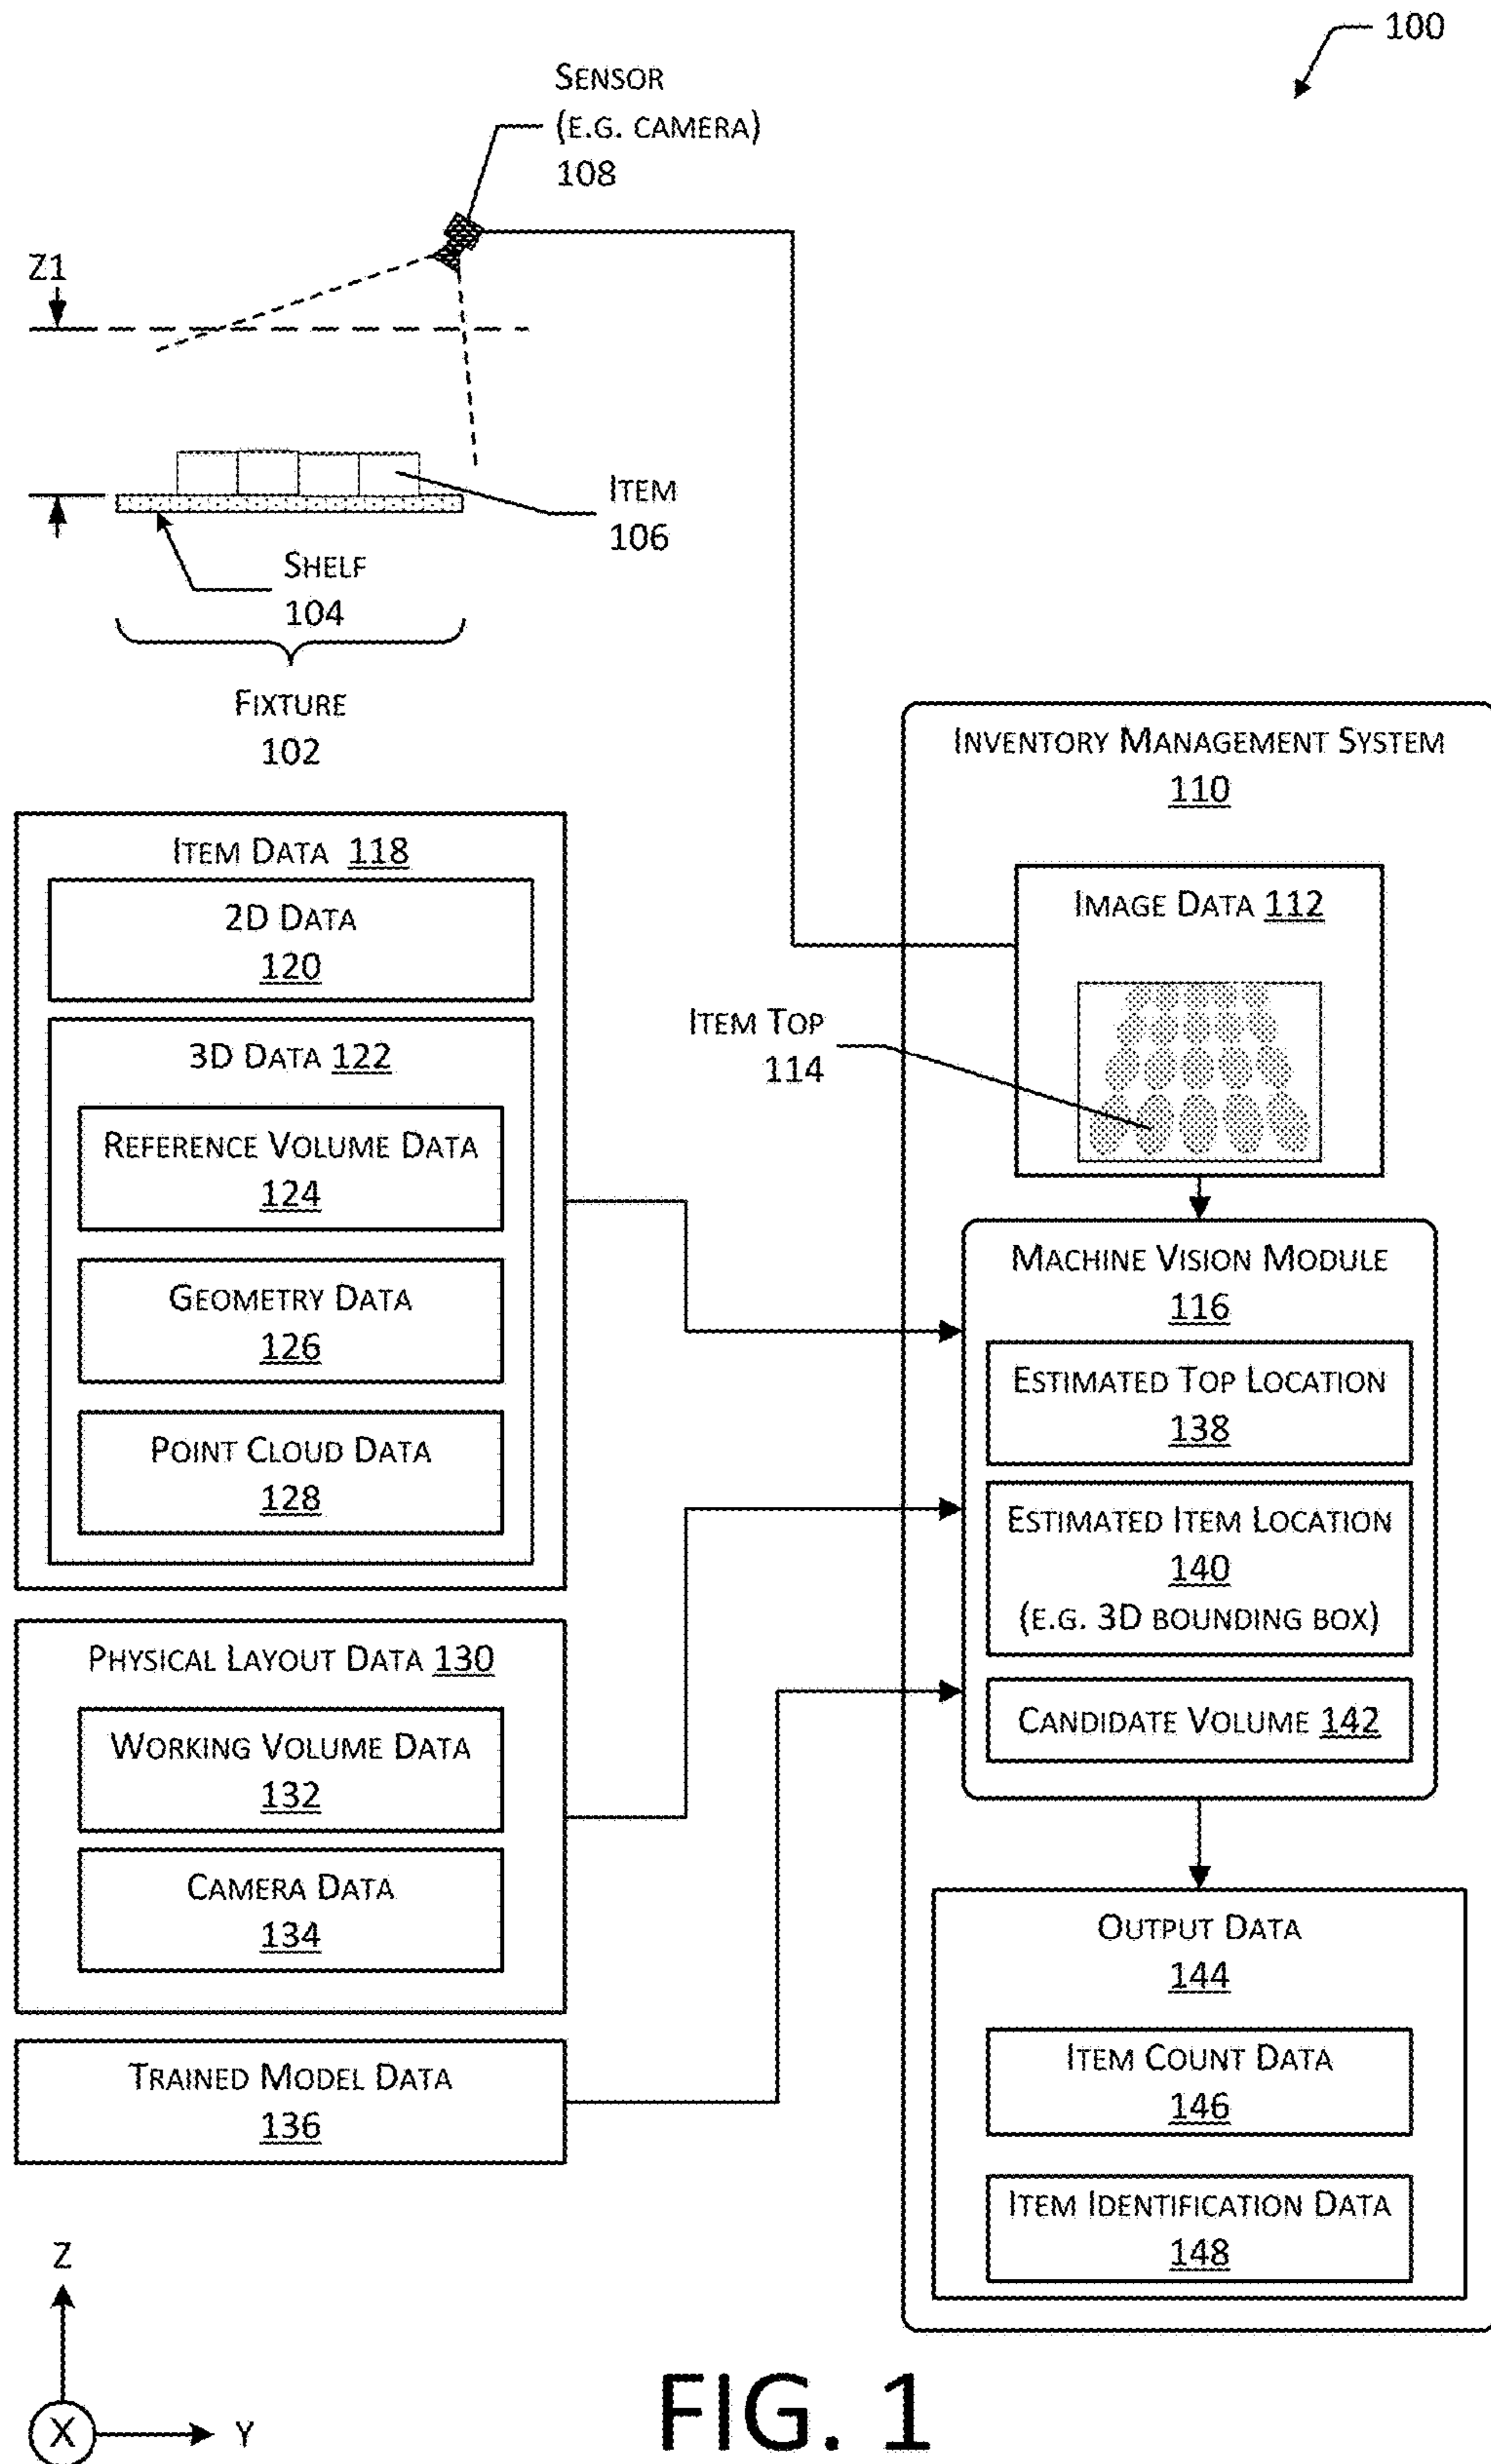 100
SENSOR
(E.G. CAMERA)
108
Z1
ITEM
106
SHELF
104
FIXTURE
102
INVENTORY MANAGEMENT SYSTEM
110
ITEM DATA 118
2D DATA
120
3D DATA 122
REFERENCE VOLUME DATA
124
GEOMETRY DATA
126
POINT CLOUD DATA
128
IMAGE DATA 112
ITEM TOP
114
MACHINE VISION MODULE
116
ESTIMATED TOP LOCATION
138
ESTIMATED ITEM LOCATION
140
(E.G. 3D BOUNDING BOX)
CANDIDATE VOLUME 142
PHYSICAL LAYOUT DATA 130
WORKING VOLUME DATA
132
CAMERA DATA
134
TRAINED MODEL DATA
136
OUTPUT DATA
144
ITEM COUNT DATA
146
ITEM IDENTIFICATION DATA
148
Z
X
Y
FIG. 1